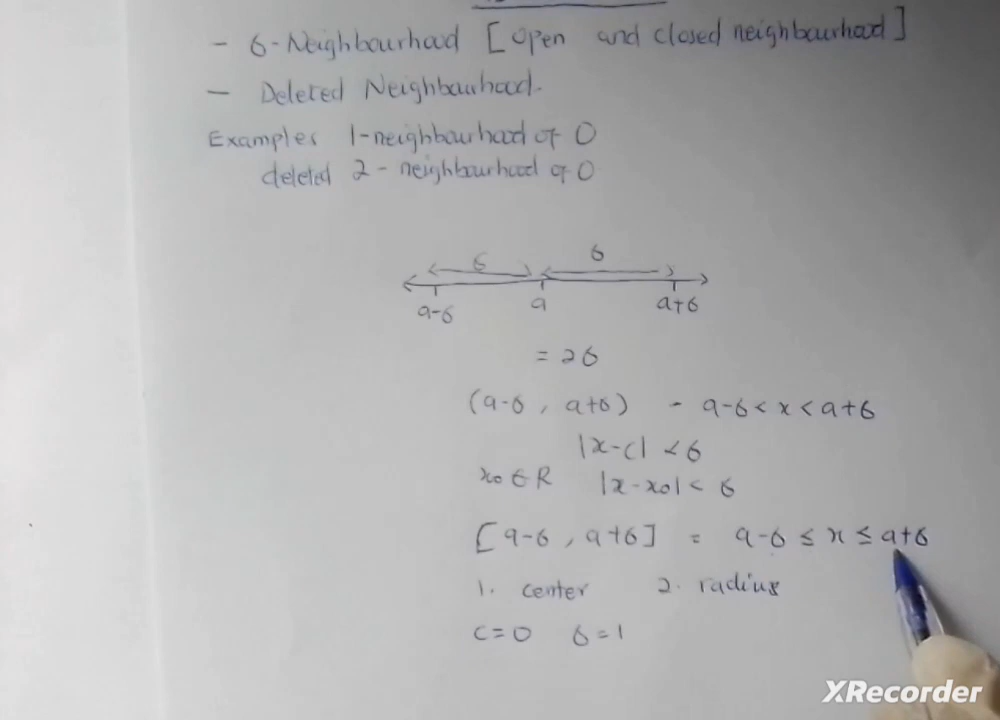 - δ-Neighbourhood [open and closed neighbourhood]
- Deleted Neighbourhood.
Examples 1-neighbourhood of 0
deleted 2 - neighbourhood of 0
δ δ
a-δ a a+δ
= 2δ
(a-δ , a+δ) - a-δ < x < a+δ
|x-c| < δ
x₀ ∈ R |x-x₀| < δ
[a-δ , a+δ] = a-δ ≤ x ≤ a+δ
1. center 2. radius
c=0 δ=1
XRecorder